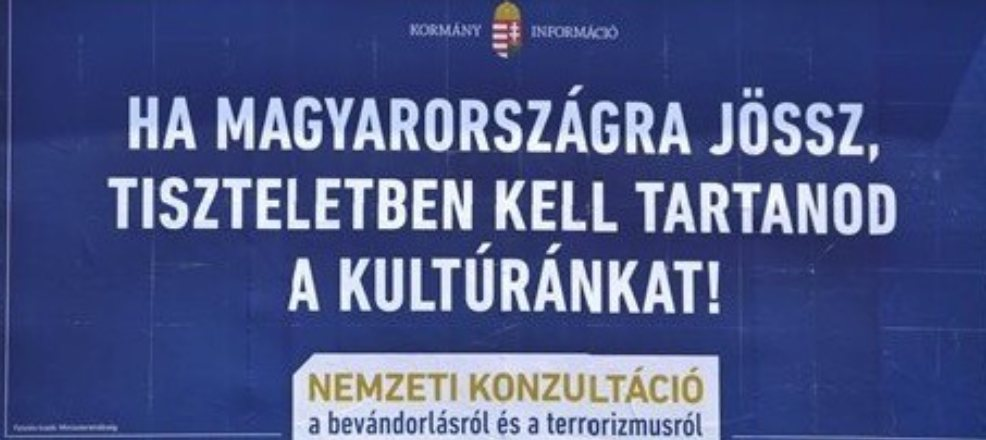 KORMÁNY INFORMÁCIÓ
HA MAGYARORSZÁGRA JÖSSZ,
TISZTELETBEN KELL TARTANOD
A KULTÚRÁNKAT!
NEMZETI KONZULTÁCIÓ
a bevándorlásról és a terrorizmusról